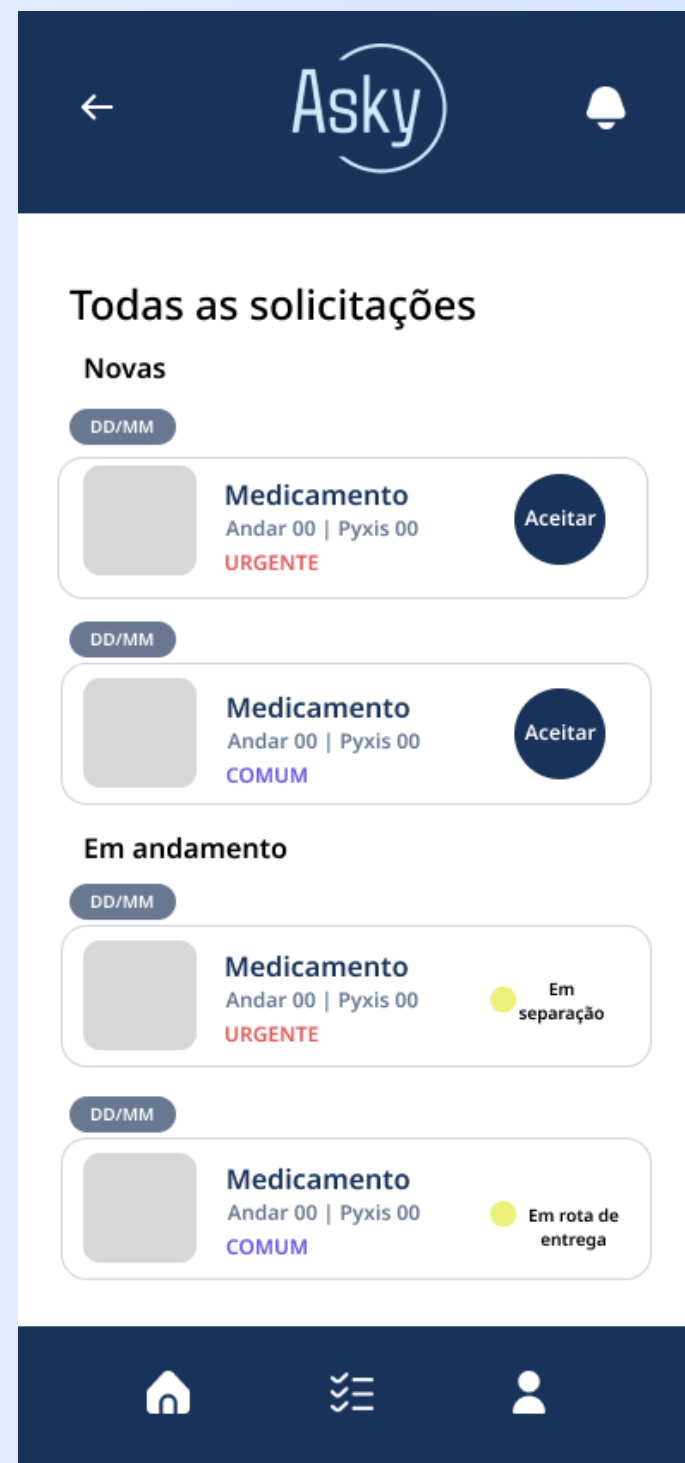 Asky
Todas as solicitações
Novas
DD/MM
Medicamento
Andar 00 | Pyxis 00
URGENTE
Aceitar
DD/MM
Medicamento
Andar 00 | Pyxis 00
COMUM
Aceitar
Em andamento
DD/MM
Medicamento
Andar 00 | Pyxis 00
URGENTE
Em
separação
DD/MM
Medicamento
Andar 00 | Pyxis 00
COMUM
Em rota de
entrega